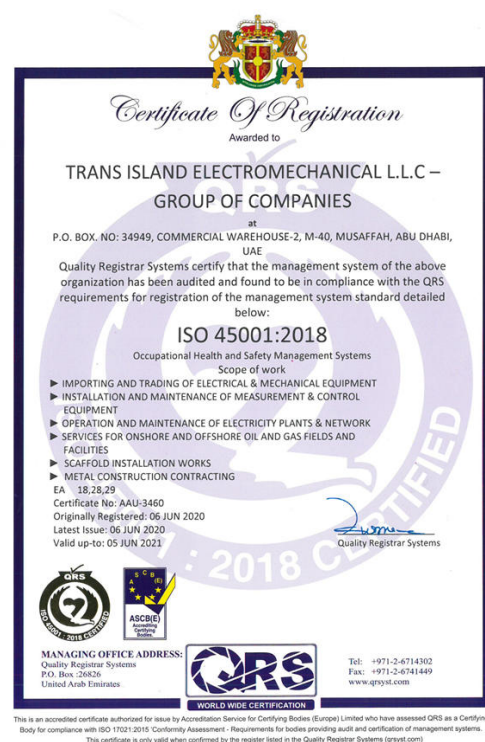 Certificate Of Registration
Awarded to
TRANS ISLAND ELECTROMECHANICAL L.L.C –
GROUP OF COMPANIES
at
P.O. BOX. NO: 34949, COMMERCIAL WAREHOUSE-2, M-40, MUSAFFAH, ABU DHABI,
UAE
Quality Registrar Systems certify that the management system of the above
organization has been audited and found to be in compliance with the QRS
requirements for registration of the management system standard detailed
below:
ISO 45001:2018
Occupational Health and Safety Management Systems
Scope of work
► IMPORTING AND TRADING OF ELECTRICAL & MECHANICAL EQUIPMENT
► INSTALLATION AND MAINTENANCE OF MEASUREMENT & CONTROL
EQUIPMENT
► OPERATION AND MAINTENANCE OF ELECTRICITY PLANTS & NETWORK
► SERVICES FOR ONSHORE AND OFFSHORE OIL AND GAS FIELDS AND
FACILITIES
► SCAFFOLD INSTALLATION WORKS
► METAL CONSTRUCTION CONTRACTING
EA 18,28,29
Certificate No: AAU-3460
Originally Registered: 06 JUN 2020
Latest Issue: 06 JUN 2020
Valid up-to: 05 JUN 2021
Quality Registrar Systems
QRS
ISO 45001 : 2018 CERTIFIED
A S C B (E)
ASCB(E)
Accrediting
Certifying
Bodies.
MANAGING OFFICE ADDRESS:
Quality Registrar Systems
P.O. Box :26826
United Arab Emirates
QRS
WORLD WIDE CERTIFICATION
Tel: +971-2-6714302
Fax: +971-2-6741449
www.qrsyst.com
This is an accredited certificate authorized for issue by Accreditation Service for Certifying Bodies (Europe) Limited who have assessed QRS as a Certifyin
Body for compliance with ISO 17021:2015 'Conformity Assessment - Requirements for bodies providing audit and certification of management systems.
This certificate is only valid when confirmed by the register listed in the Quality Registrar Systems (qrsyst.com)